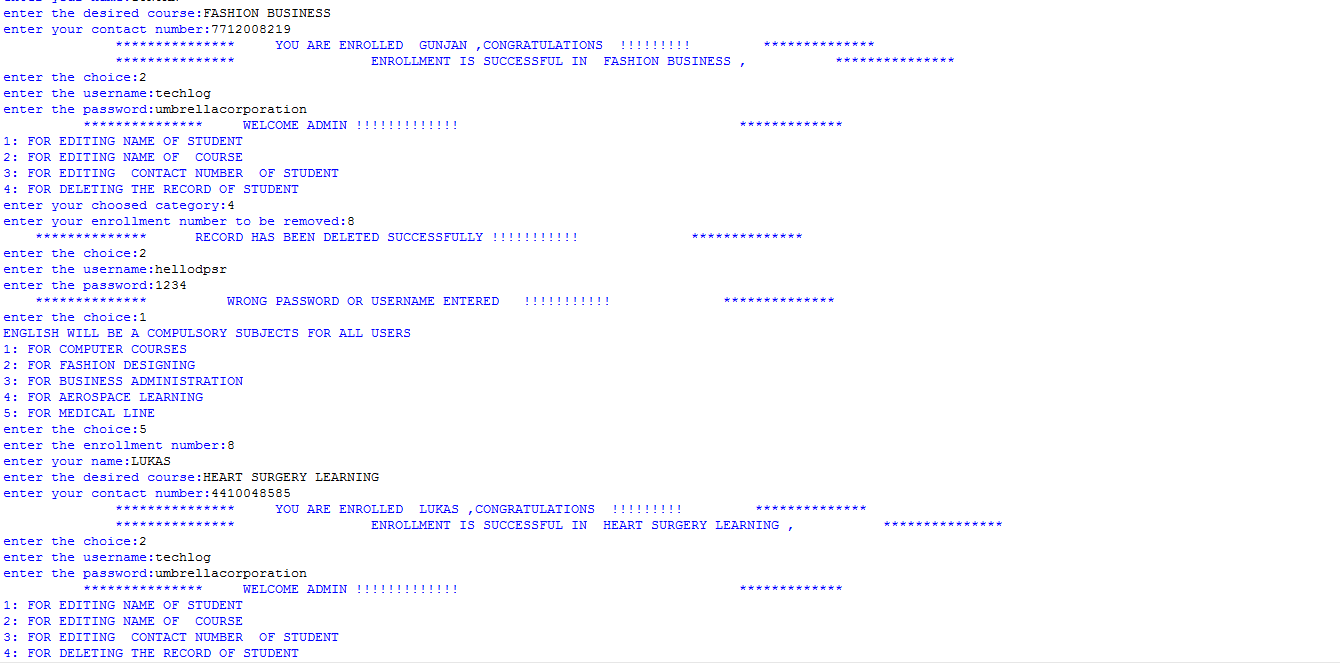 enter the desired course:FASHION BUSINESS
enter your contact number:7712008219
*************** YOU ARE ENROLLED  GUNJAN ,CONGRATULATIONS  !!!!!!!!! **************
*************** ENROLLMENT IS SUCCESSFUL IN  FASHION BUSINESS , ***************
enter the choice:2
enter the username:techlog
enter the password:umbrellacorporation
*************** WELCOME ADMIN !!!!!!!!!!!!! *************
1: FOR EDITING NAME OF STUDENT
2: FOR EDITING NAME OF  COURSE
3: FOR EDITING  CONTACT NUMBER  OF STUDENT
4: FOR DELETING THE RECORD OF STUDENT
enter your choosed category:4
enter your enrollment number to be removed:8
************** RECORD HAS BEEN DELETED SUCCESSFULLY !!!!!!!!!!! **************
enter the choice:2
enter the username:hellodpsr
enter the password:1234
************** WRONG PASSWORD OR USERNAME ENTERED   !!!!!!!!!!! **************
enter the choice:1
ENGLISH WILL BE A COMPULSORY SUBJECTS FOR ALL USERS
1: FOR COMPUTER COURSES
2: FOR FASHION DESIGNING
3: FOR BUSINESS ADMINISTRATION
4: FOR AEROSPACE LEARNING
5: FOR MEDICAL LINE
enter the choice:5
enter the enrollment number:8
enter your name:LUKAS
enter the desired course:HEART SURGERY LEARNING
enter your contact number:4410048585
*************** YOU ARE ENROLLED  LUKAS ,CONGRATULATIONS  !!!!!!!!! **************
*************** ENROLLMENT IS SUCCESSFUL IN  HEART SURGERY LEARNING , ***************
enter the choice:2
enter the username:techlog
enter the password:umbrellacorporation
*************** WELCOME ADMIN !!!!!!!!!!!!! *************
1: FOR EDITING NAME OF STUDENT
2: FOR EDITING NAME OF  COURSE
3: FOR EDITING  CONTACT NUMBER  OF STUDENT
4: FOR DELETING THE RECORD OF STUDENT